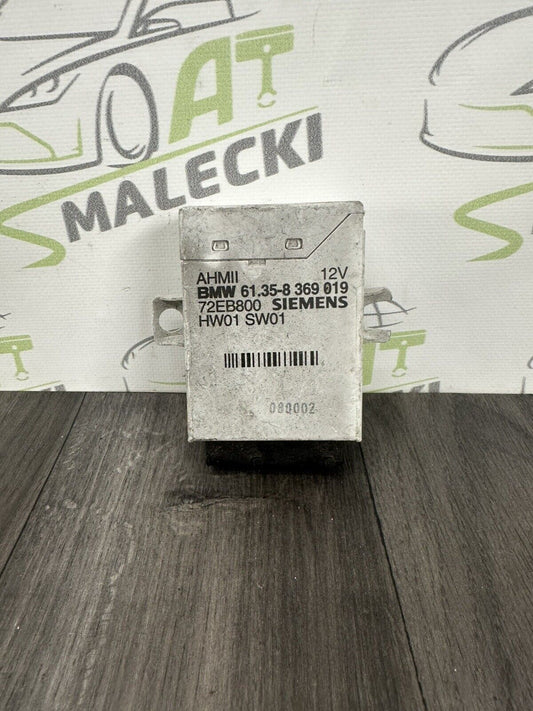 AT
MALECKI
AHMII 12V
BMW 61.35-8 369 019
72EB800 SIEMENS
HW01 SW01
080002